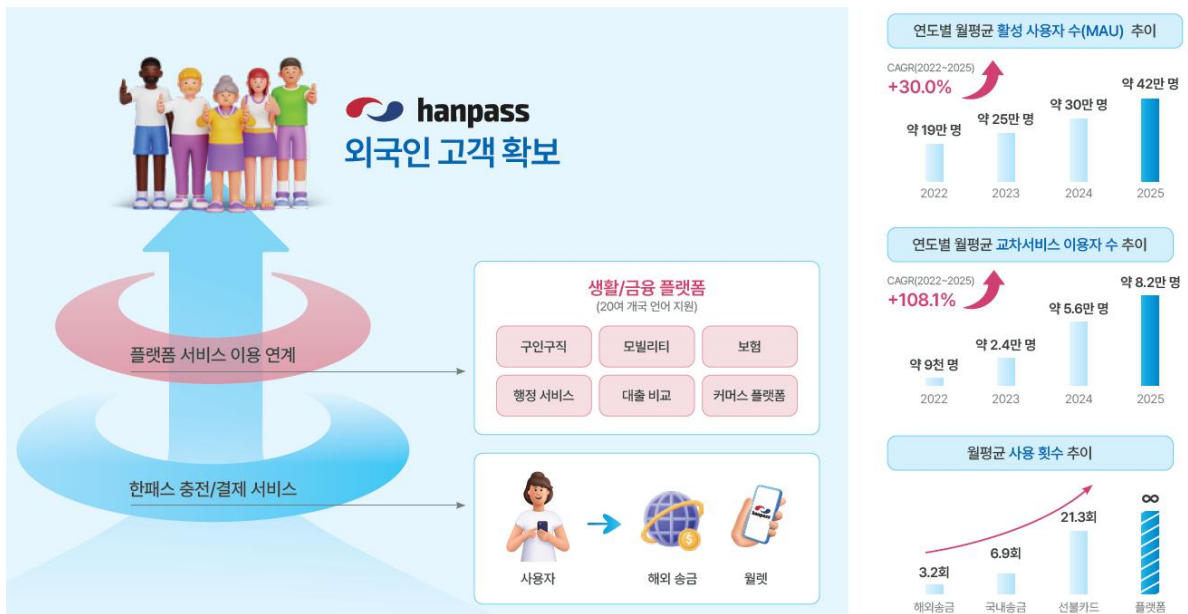 hanpass
외국인 고객 확보
플랫폼 서비스 이용 연계
한패스 충전/결제 서비스
생활/금융 플랫폼
(20여 개국 언어 지원)
구인구직
모빌리티
보험
행정 서비스
대출 비교
커머스 플랫폼
hanpass
사용자
해외 송금
월렛
연도별 월평균 활성 사용자 수(MAU) 추이
CAGR(2022~2025)
+30.0%
약 19만 명
약 25만 명
약 30만 명
약 42만 명
2022
2023
2024
2025
연도별 월평균 교차서비스 이용자 수 추이
CAGR(2022~2025)
+108.1%
약 9천 명
약 2.4만 명
약 5.6만 명
약 8.2만 명
2022
2023
2024
2025
월평균 사용 횟수 추이
3.2회
6.9회
21.3회
∞
해외송금
국내송금
선불카드
플랫폼